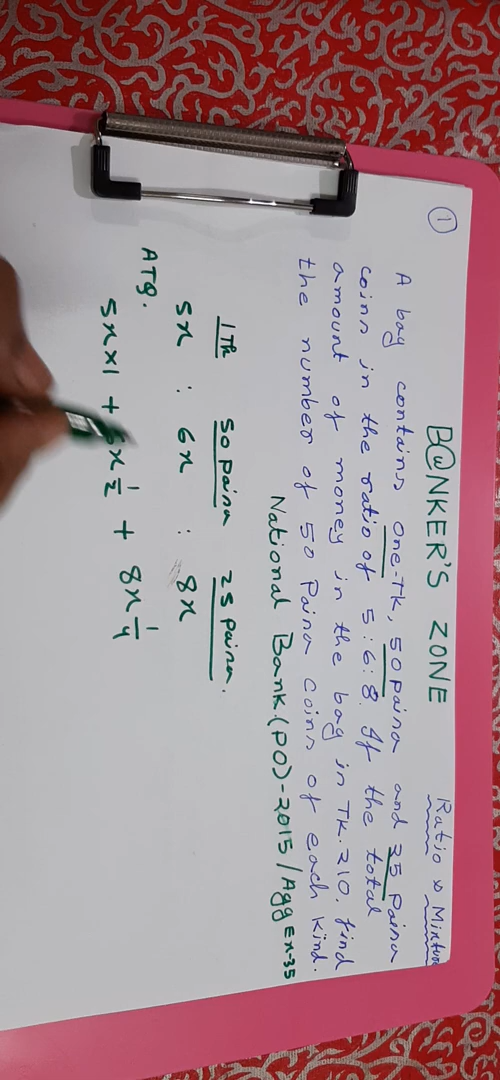 B@NKER'S ZONE
Ratio & Mixture
①
A bag contains one-TK, 50 paisa and 25 Paisa
coins in the ratio of 5:6:8. If the total
amount of money in the bag in TK. 210, find
the number of 50 Paisa coins of each kind.
National Bank.(PO)-2015/Agg Ex-35
1TK 50 paisa 25 paisa.
5x : 6x : 8x
ATQ.
5x×1 + 6x 1/2 + 8x 1/4